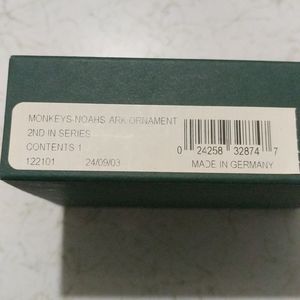 MONKEYS-NOAHS ARK ORNAMENT
2ND IN SERIES
CONTENTS 1
0 24258 32874 7
122101 24/09/03 MADE IN GERMANY